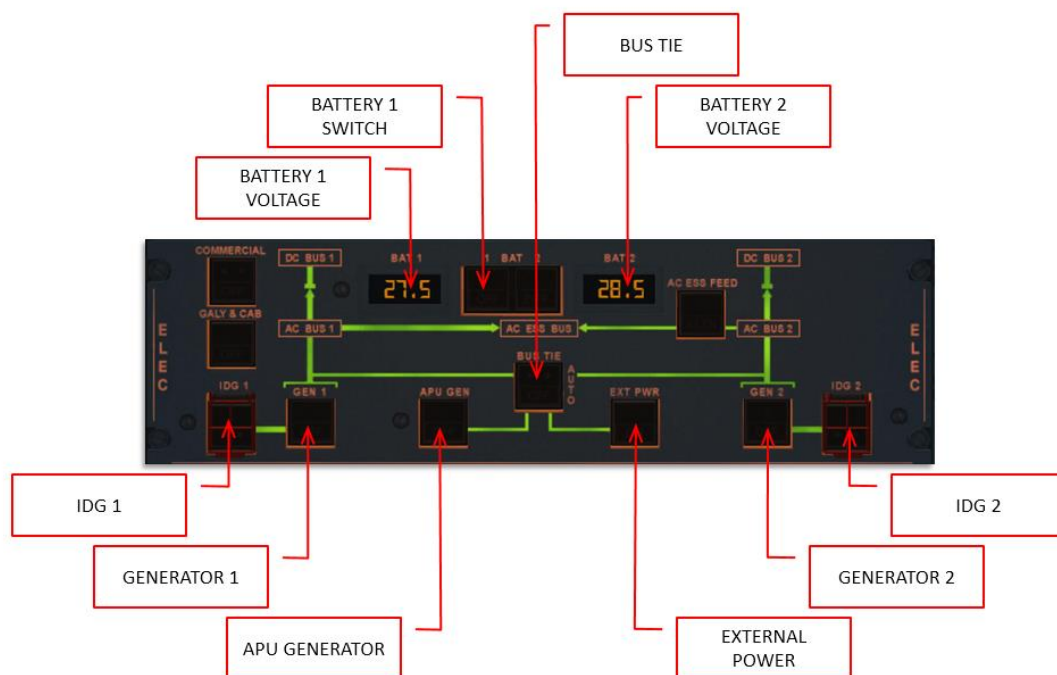 BUS TIE
BATTERY 1
SWITCH
BATTERY 2
VOLTAGE
BATTERY 1
VOLTAGE
COMMERCIAL
DC BUS 1
BAT 1
1 BAT 2
BAT 2
DC BUS 2
27.5
28.5
AC ESS FEED
GALY & CAB
AC BUS 1
AC ESS BUS
AC BUS 2
ELEC
ELEC
BUS TIE
AUTO
IDG 1
GEN 1
APU GEN
EXT PWR
GEN 2
IDG 2
IDG 1
IDG 2
GENERATOR 1
GENERATOR 2
APU GENERATOR
EXTERNAL
POWER